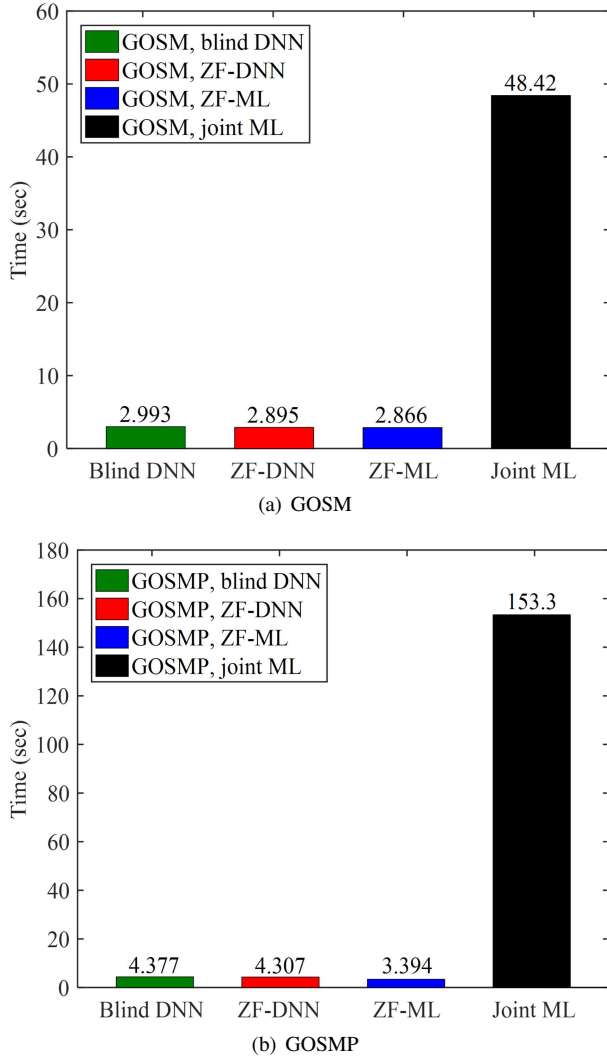 60
50
40
30
20
10
0
Time (sec)
GOSM, blind DNN
GOSM, ZF-DNN
GOSM, ZF-ML
GOSM, joint ML
2.993
2.895
2.866
48.42
Blind DNN ZF-DNN ZF-ML Joint ML
(a) GOSM
180
160
140
120
100
80
60
40
20
0
Time (sec)
GOSMP, blind DNN
GOSMP, ZF-DNN
GOSMP, ZF-ML
GOSMP, joint ML
4.377
4.307
3.394
153.3
Blind DNN ZF-DNN ZF-ML Joint ML
(b) GOSMP